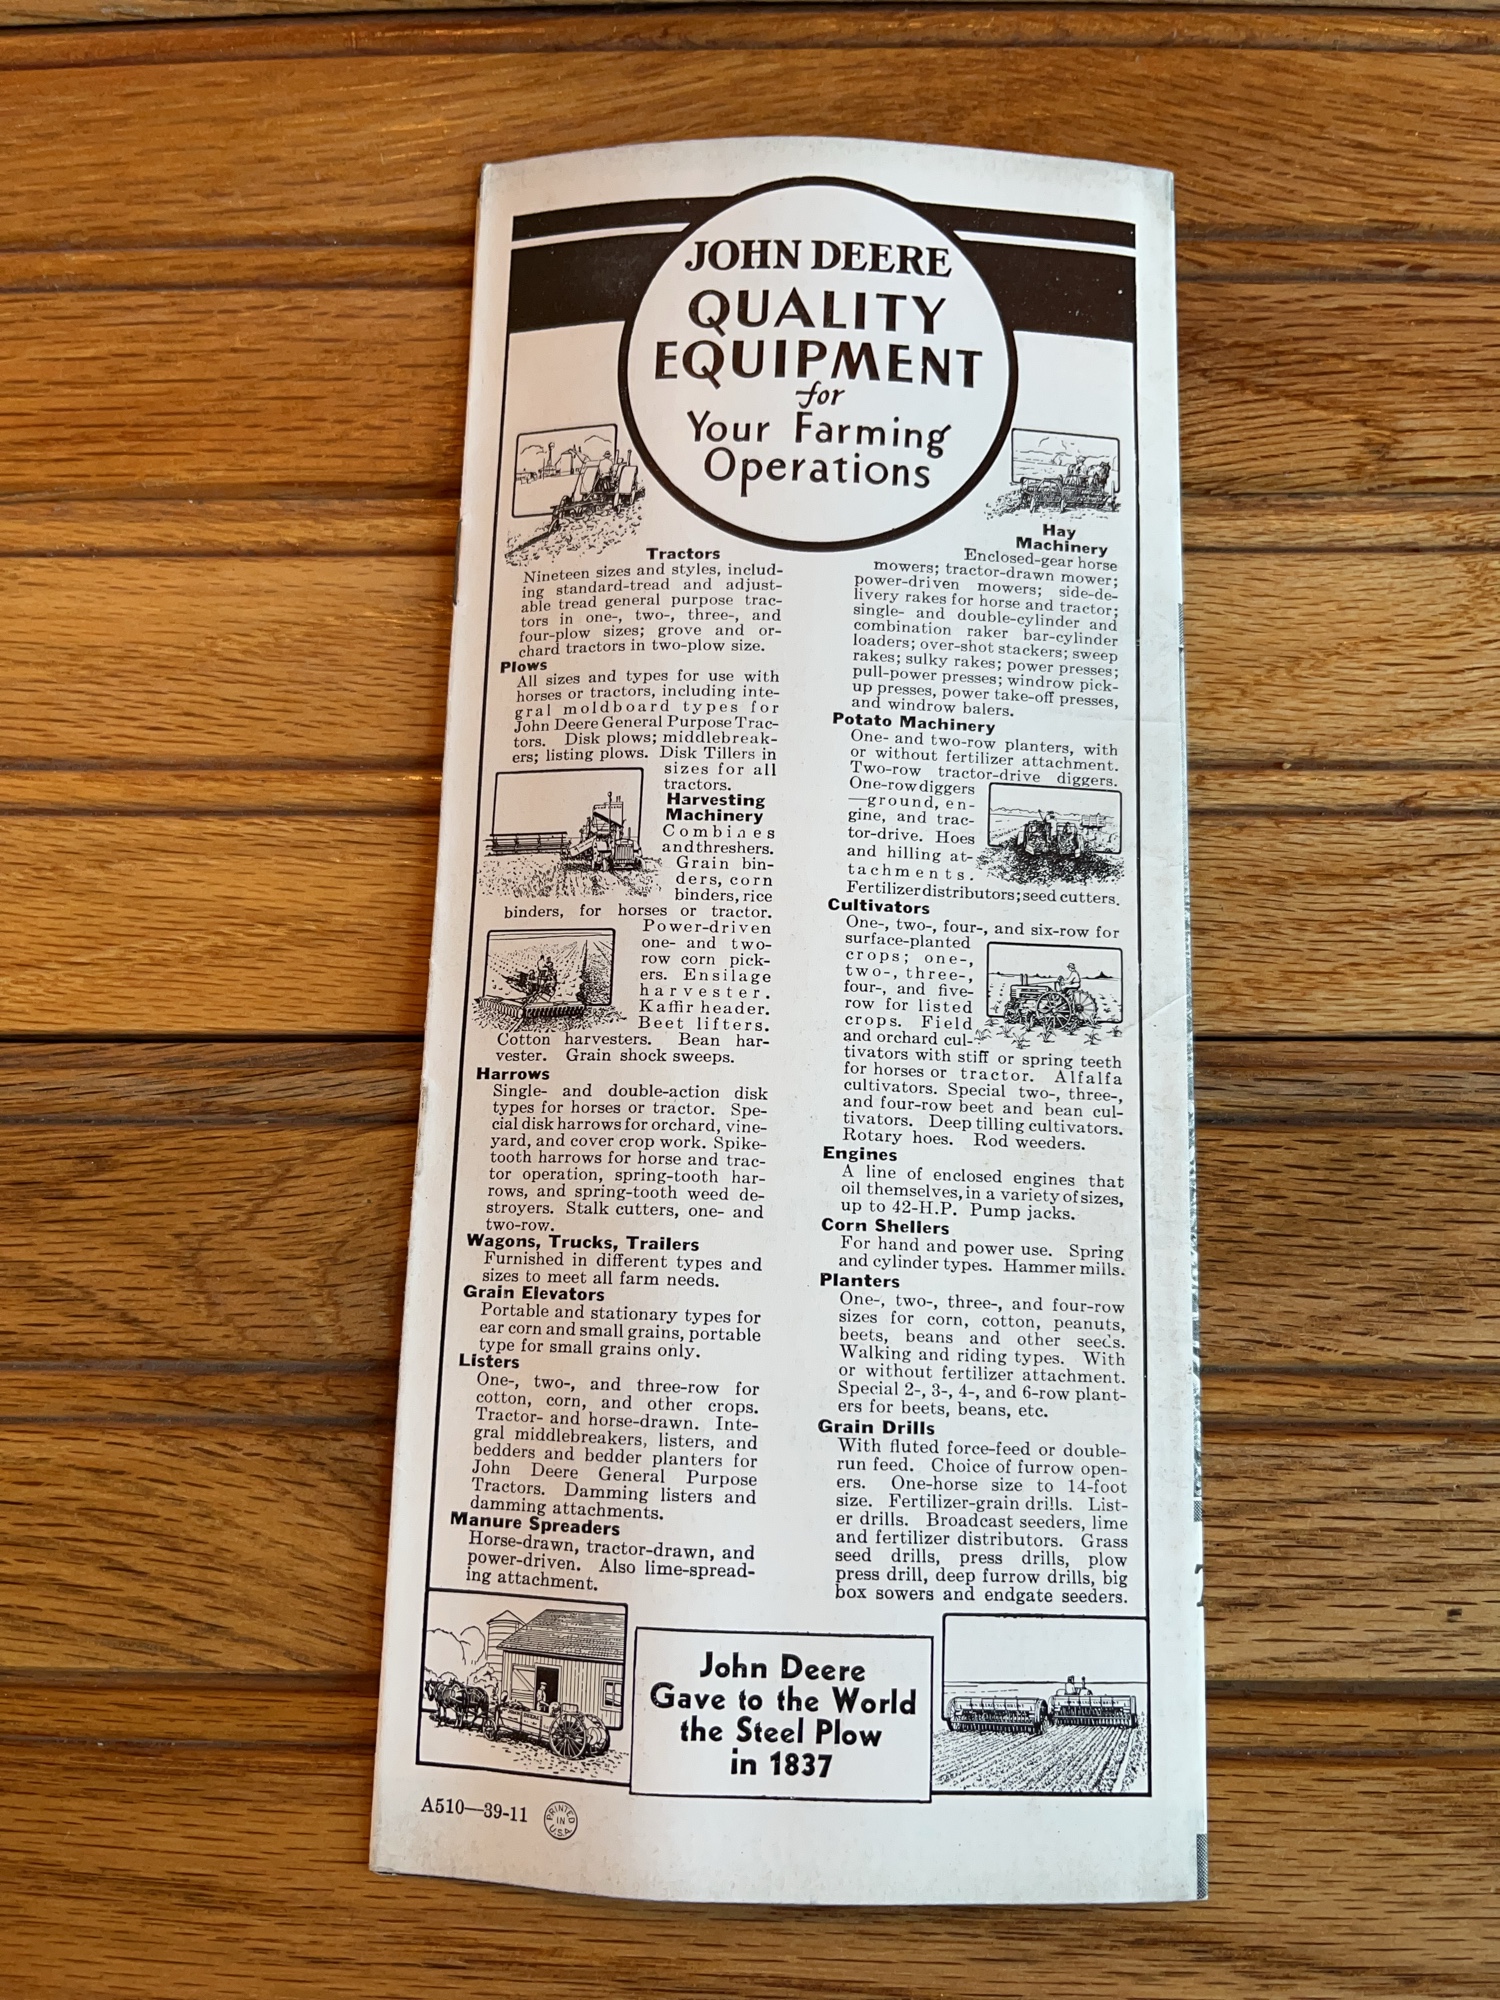 JOHN DEERE
QUALITY
EQUIPMENT
for
Your Farming
Operations
Tractors
Nineteen sizes and styles, includ-
ing standard-tread and adjust-
able tread general purpose trac-
tors in one-, two-, three-, and
four-plow sizes; grove and or-
chard tractors in two-plow size.
Plows
All sizes and types for use with
horses or tractors, including inte-
gral moldboard types for
John Deere General Purpose Trac-
tors. Disk plows; middlebreak-
ers; listing plows. Disk Tillers in
sizes for all
tractors.
Harvesting
Machinery
Combines
and threshers.
Grain bin-
ders, corn
binders, rice
binders, for horses or tractor.
Power-driven
one- and two-
row corn pick-
ers. Ensilage
harvester.
Kaffir header.
Beet lifters.
Cotton harvesters. Bean har-
vester. Grain shock sweeps.
Harrows
Single- and double-action disk
types for horses or tractor. Spe-
cial disk harrows for orchard, vine-
yard, and cover crop work. Spike-
tooth harrows for horse and trac-
tor operation, spring-tooth har-
rows, and spring-tooth weed de-
stroyers. Stalk cutters, one- and
two-row.
Wagons, Trucks, Trailers
Furnished in different types and
sizes to meet all farm needs.
Grain Elevators
Portable and stationary types for
ear corn and small grains, portable
type for small grains only.
Listers
One-, two-, and three-row for
cotton, corn, and other crops.
Tractor- and horse-drawn. Inte-
gral middlebreakers, listers, and
bedders and bedder planters for
John Deere General Purpose
Tractors. Damming listers and
damming attachments.
Manure Spreaders
Horse-drawn, tractor-drawn, and
power-driven. Also lime-spread-
ing attachment.
Hay
Machinery
Enclosed-gear horse
mowers; tractor-drawn mower;
power-driven mowers; side-de-
livery rakes for horse and tractor;
single- and double-cylinder and
combination raker bar-cylinder
loaders; over-shot stackers; sweep
rakes; sulky rakes; power presses;
pull-power presses; windrow pick-
up presses, power take-off presses,
and windrow balers.
Potato Machinery
One- and two-row planters, with
or without fertilizer attachment.
Two-row tractor-drive diggers.
One-row diggers
—ground, en-
gine, and trac-
tor-drive. Hoes
and hilling at-
tachments.
Fertilizer distributors; seed cutters.
Cultivators
One-, two-, four-, and six-row for
surface-planted
crops; one-,
two-, three-,
four-, and five-
row for listed
crops. Field
and orchard cul-
tivators with stiff or spring teeth
for horses or tractor. Alfalfa
cultivators. Special two-, three-,
and four-row beet and bean cul-
tivators. Deep tilling cultivators.
Rotary hoes. Rod weeders.
Engines
A line of enclosed engines that
oil themselves, in a variety of sizes,
up to 42-H.P. Pump jacks.
Corn Shellers
For hand and power use. Spring
and cylinder types. Hammer mills.
Planters
One-, two-, three-, and four-row
sizes for corn, cotton, peanuts,
beets, beans and other seeds.
Walking and riding types. With
or without fertilizer attachment.
Special 2-, 3-, 4-, and 6-row plant-
ers for beets, beans, etc.
Grain Drills
With fluted force-feed or double-
run feed. Choice of furrow open-
ers. One-horse size to 14-foot
size. Fertilizer-grain drills. List-
er drills. Broadcast seeders, lime
and fertilizer distributors. Grass
seed drills, press drills, plow
press drill, deep furrow drills, big
box sowers and endgate seeders.
JOHN DEERE
John Deere
Gave to the World
the Steel Plow
in 1837
A510—39-11
PRINTED
IN
U.S.A.